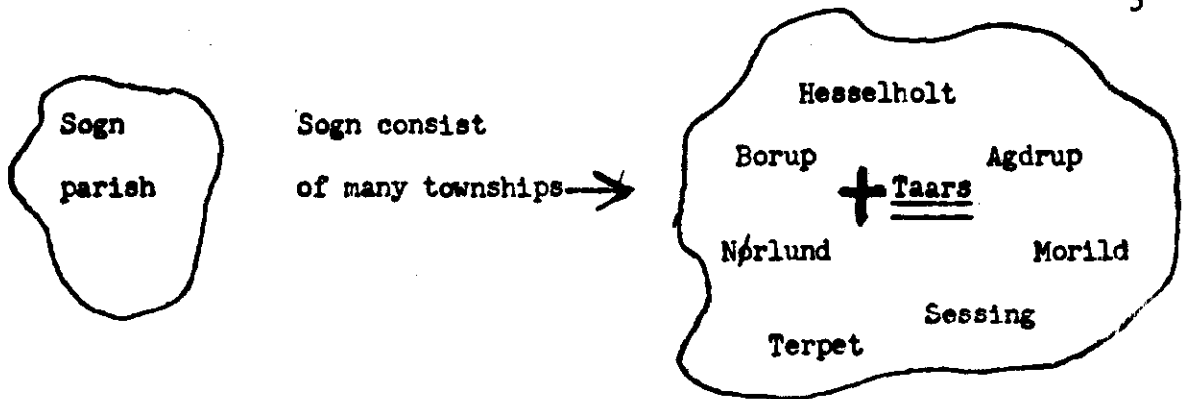 Sogn
parish
Sogn consist
of many townships
Hesselholt
Borup
Agdrup
Taars
Nørlund
Morild
Sessing
Terpet